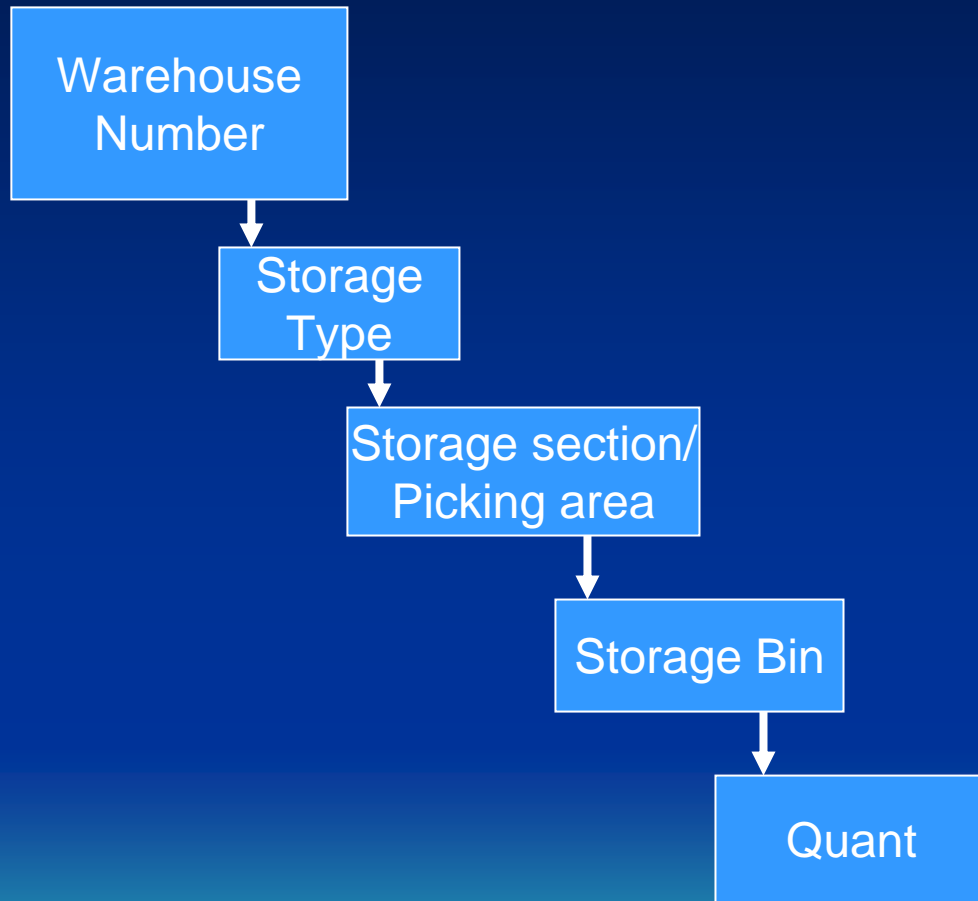 Warehouse
Number
Storage
Type
Storage section/
Picking area
Storage Bin
Quant